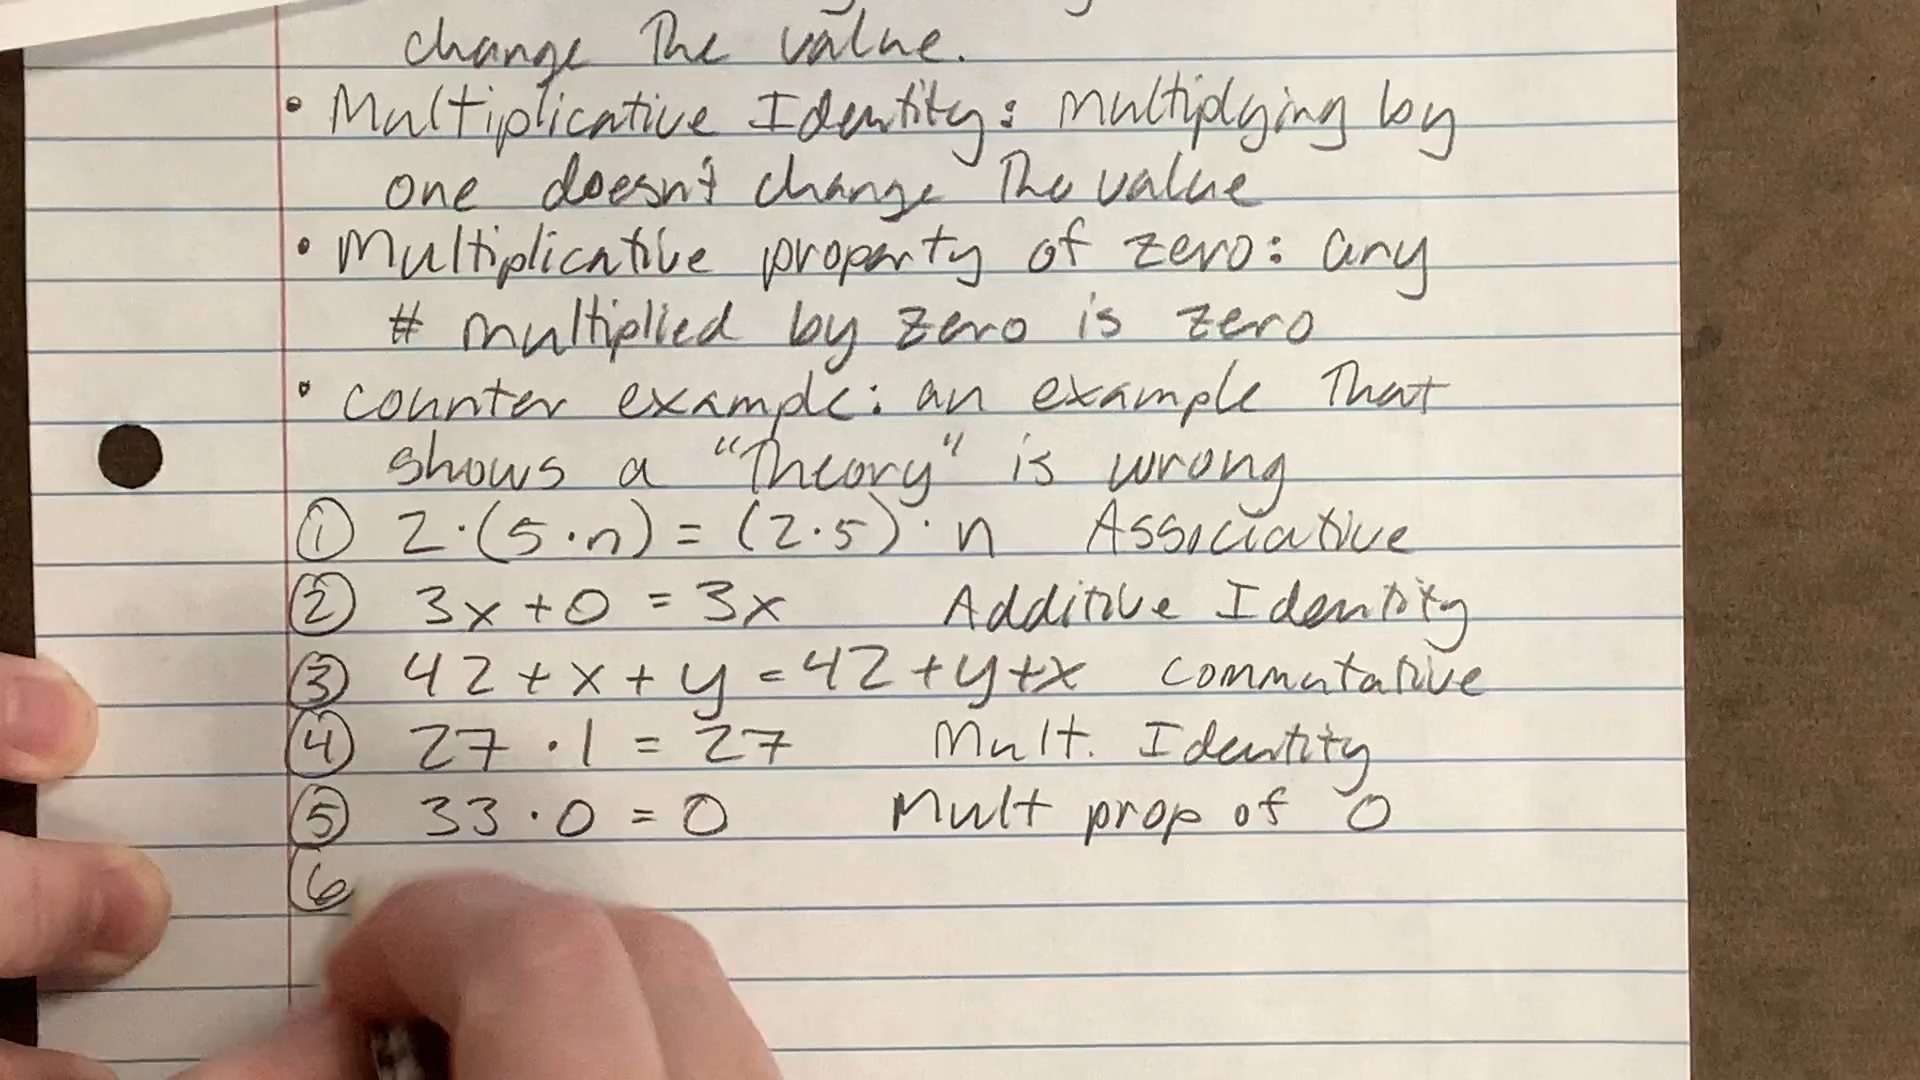 change The value.
• Multiplicative Identity: multiplying by
one doesn't change The value
• Multiplicative property of zero: any
# multiplied by zero is zero
• counter example: an example That
shows a "Theory" is wrong
① 2·(5·n) = (2·5)·n Associative
② 3x+0 = 3x Additive Identity
③ 42+x+y=42+y+x commutative
④ 27·1 = 27 Mult. Identity
⑤ 33·0 = 0 Mult prop of 0
⑥